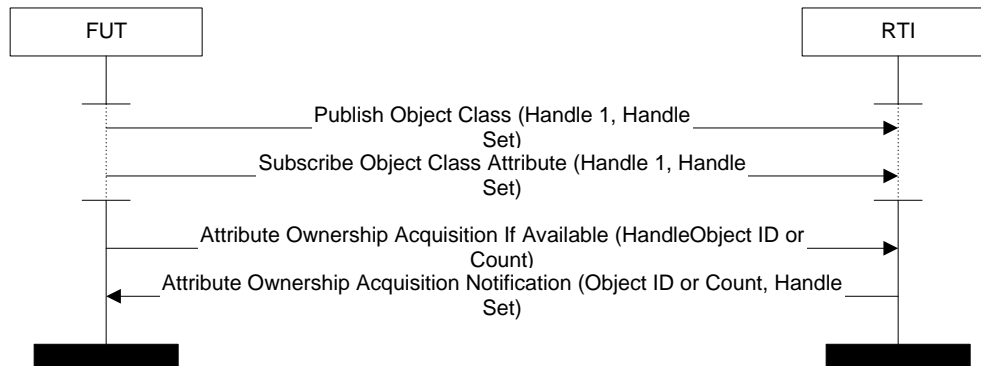 FUT
RTI
Publish Object Class (Handle 1, Handle
Set)
Subscribe Object Class Attribute (Handle 1, Handle
Set)
Attribute Ownership Acquisition If Available (HandleObject ID or
Count)
Attribute Ownership Acquisition Notification (Object ID or Count, Handle
Set)